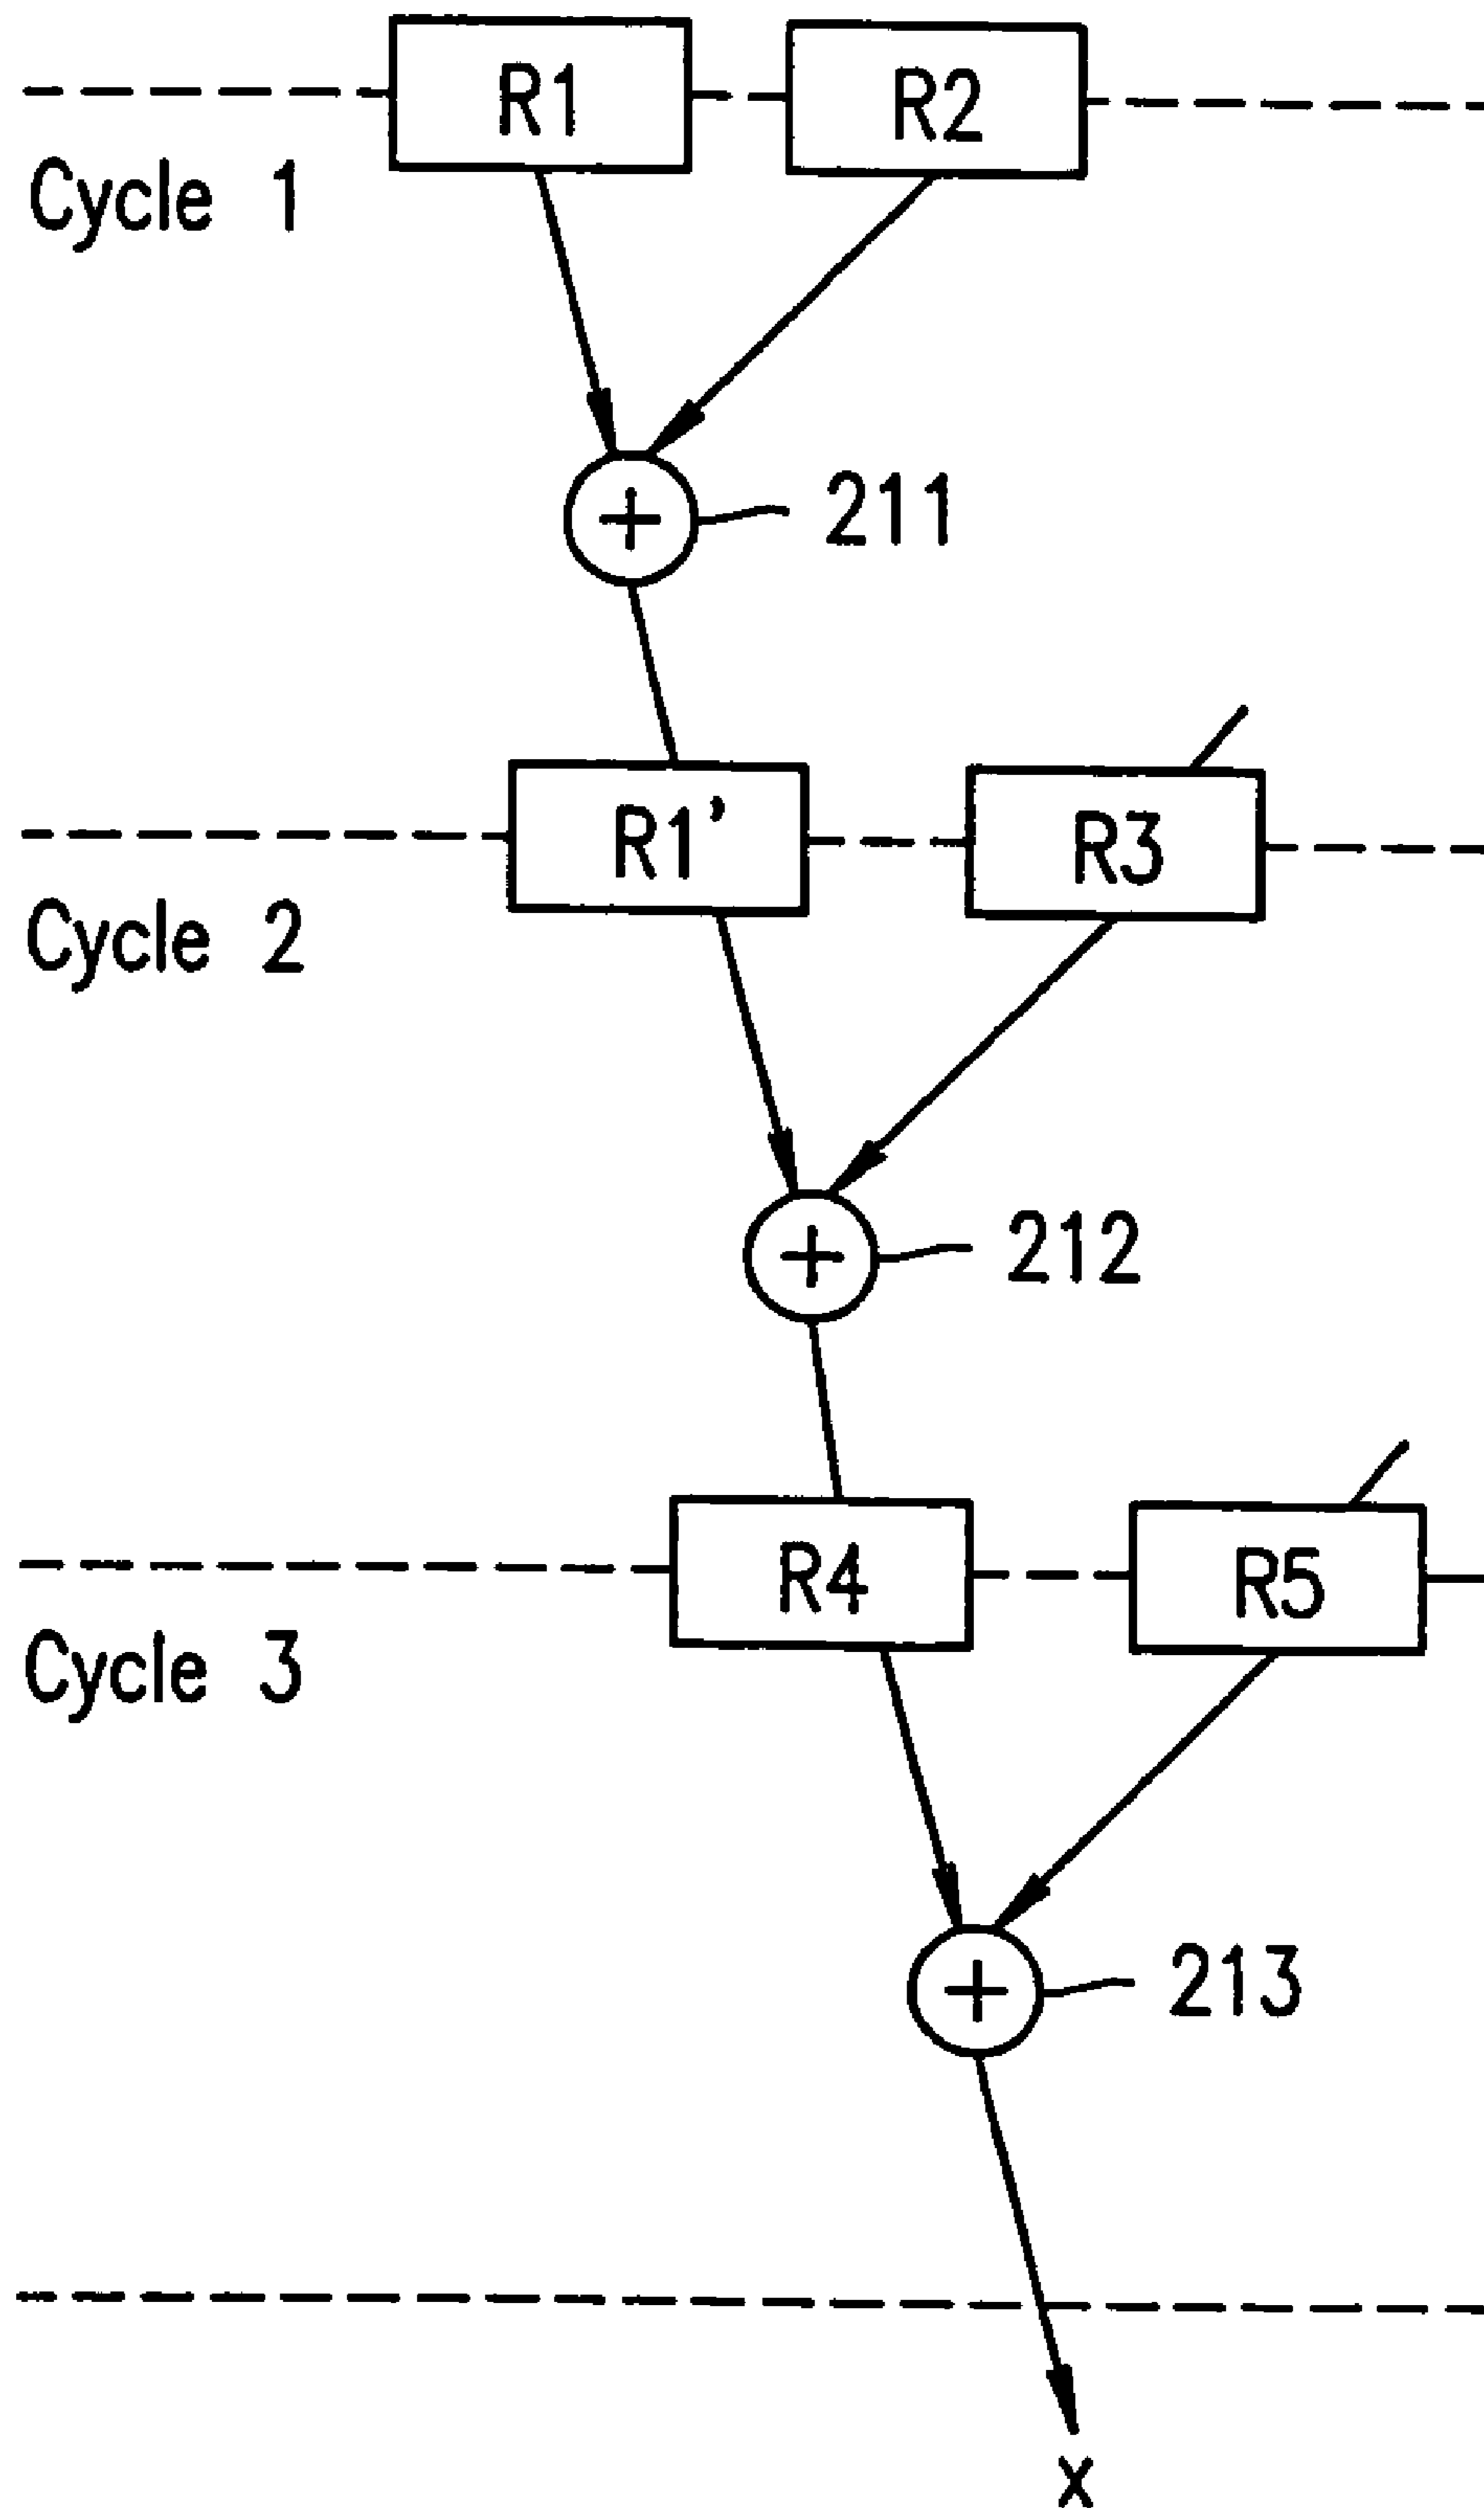 R1 R2
Cycle 1
+ 211
R1' R3
Cycle 2
+ 212
R4 R5
Cycle 3
+ 213
x